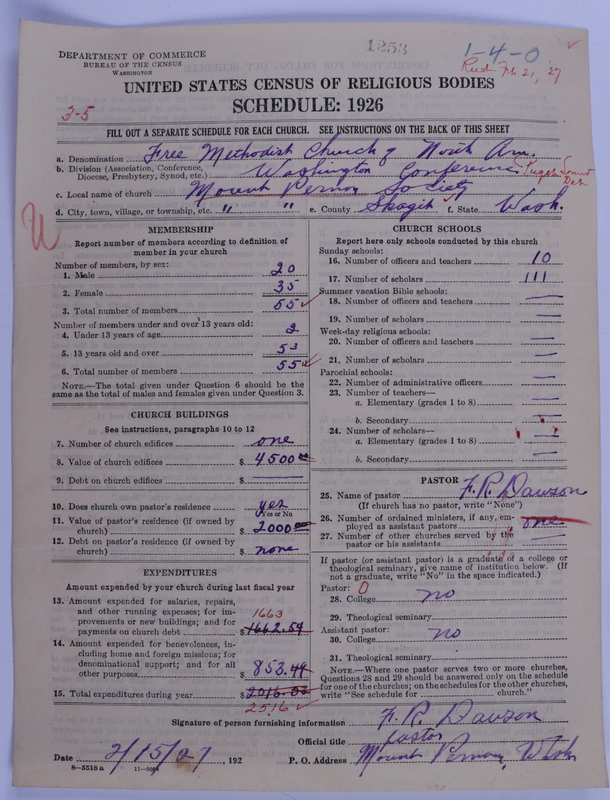 1253
1-4-0
Rec'd Feb 21, '27
DEPARTMENT OF COMMERCE
BUREAU OF THE CENSUS
WASHINGTON
UNITED STATES CENSUS OF RELIGIOUS BODIES
SCHEDULE: 1926
3-5
FILL OUT A SEPARATE SCHEDULE FOR EACH CHURCH. SEE INSTRUCTIONS ON THE BACK OF THIS SHEET
a. Denomination Free Methodist Church of North Am.
b. Division (Association, Conference, Diocese, Presbytery, Synod, etc.) Washington Conference Puget Sound
c. Local name of church Mount Vernon Society
d. City, town, village, or township, etc. " " e. County Skagit f. State Wash.
MEMBERSHIP
Report number of members according to definition of
member in your church
Number of members, by sex:
1. Male 20
2. Female 35
3. Total number of members 55
Number of members under and over 13 years old:
4. Under 13 years of age 2
5. 13 years old and over 53
6. Total number of members 55
NOTE.—The total given under Question 6 should be
same as the total of males and females given under Question 3.
CHURCH BUILDINGS
See instructions, paragraphs 10 to 12
7. Number of church edifices one
8. Value of church edifices $ 4500 00
9. Debt on church edifices $ —
10. Does church own pastor's residence yes
Yes or No
11. Value of pastor's residence (if owned by
church) $ 2000 00
12. Debt on pastor's residence (if owned by
church) $ none
EXPENDITURES
Amount expended by your church during last fiscal year
13. Amount expended for salaries, repairs,
and other running expenses; for im-
provements or new buildings; and for
payments on church debt $ 1662.59
1663
14. Amount expended for benevolences, in-
cluding home and foreign missions; for
denominational support; and for all
other purposes $ 853.49
15. Total expenditures during year $ 2016.08
2516
CHURCH SCHOOLS
Report here only schools conducted by this church
Sunday schools:
16. Number of officers and teachers 10
17. Number of scholars 111
Summer vacation Bible schools:
18. Number of officers and teachers —
19. Number of scholars —
Week-day religious schools:
20. Number of officers and teachers —
21. Number of scholars —
Parochial schools:
22. Number of administrative officers —
23. Number of teachers—
a. Elementary (grades 1 to 8) —
b. Secondary —
24. Number of scholars—
a. Elementary (grades 1 to 8) —
b. Secondary —
PASTOR
25. Name of pastor F. R. Dawson
(If church has no pastor, write "None")
26. Number of ordained ministers, if any, em-
ployed as assistant pastors one
27. Number of other churches served by the
pastor or his assistants —
If pastor (or assistant pastor) is a graduate of a college or
theological seminary, give name of institution below. (If
not a graduate, write "No" in the space indicated.)
Pastor: 0
28. College no
29. Theological seminary
Assistant pastor:
30. College no
31. Theological seminary
NOTE.—Where one pastor serves two or more churches,
Questions 28 and 29 should be answered only on the schedule
for one of the churches; on the schedules for the other churches,
write "See schedule for church."
Signature of person furnishing information F. R. Dawson
Official title pastor
Date 2/15/27, 192 P. O. Address Mount Vernon, Wash
8-3518a